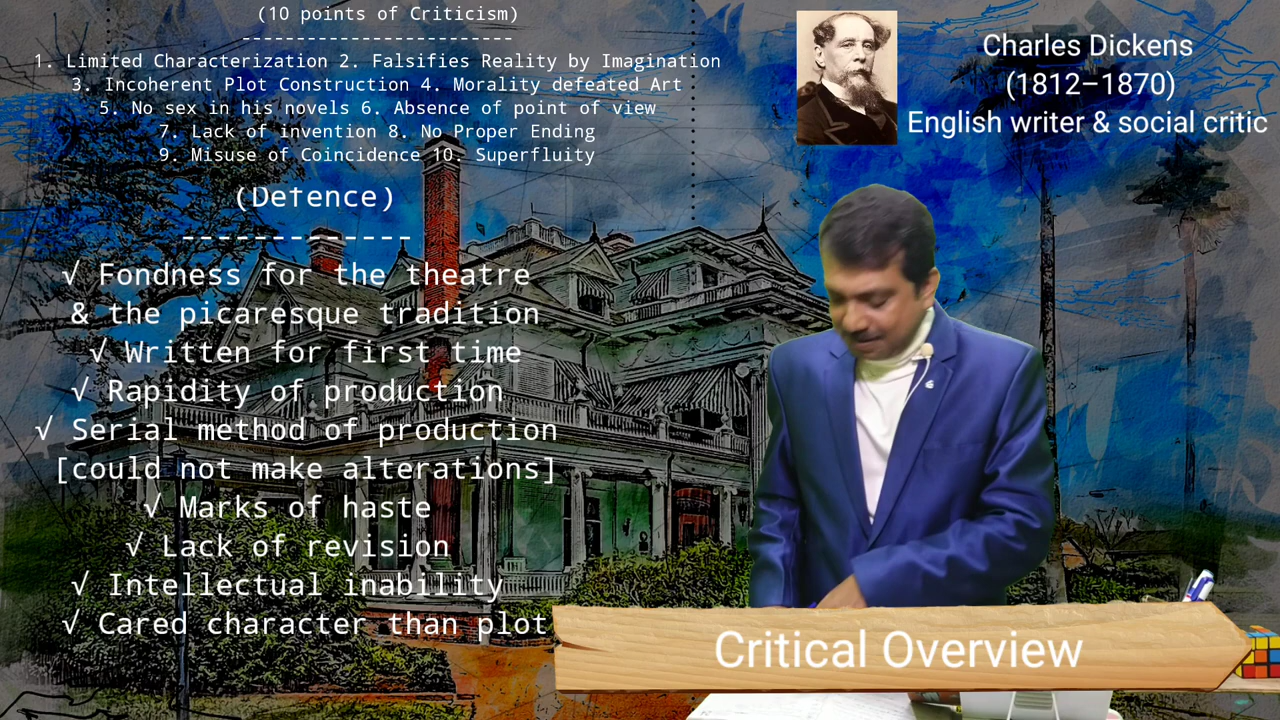 (10 points of Criticism)
-------------------------
1. Limited Characterization 2. Falsifies Reality by Imagination
3. Incoherent Plot Construction 4. Morality defeated Art
5. No sex in his novels 6. Absence of point of view
7. Lack of invention 8. No Proper Ending
9. Misuse of Coincidence 10. Superfluity
(Defence)
-------------
√ Fondness for the theatre
& the picaresque tradition
√ Written for first time
√ Rapidity of production
√ Serial method of production
[could not make alterations]
√ Marks of haste
√ Lack of revision
√ Intellectual inability
√ Cared character than plot
Charles Dickens
(1812–1870)
English writer & social critic
Critical Overview